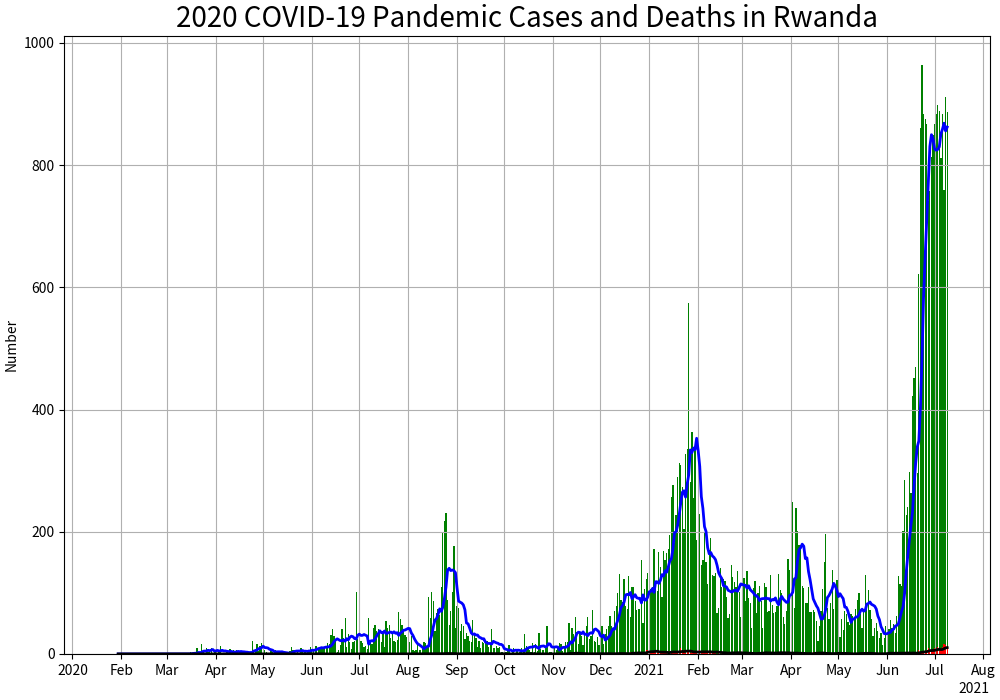 2020 COVID-19 Pandemic Cases and Deaths in Rwanda
1000
800
600
400
200
0
Number
2020 Feb Mar Apr May Jun Jul Aug Sep Oct Nov Dec 2021 Feb Mar Apr May Jun Jul Aug
2021